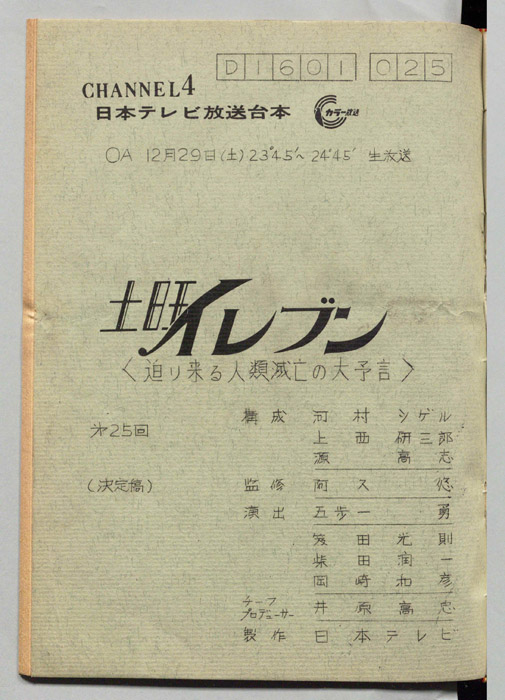 D1601 025
CHANNEL4
日本テレビ放送台本 カラー放送
OA 12月29日(土) 23°45'~24°45' 生放送
土曜イレブン
〈迫り来る人類滅亡の大予言〉
才25回
(決定稿)
構成 河村シゲル
上西研三郎
源高志
監修 阿久悠
演出 五歩一勇
笈田光則
柴田潤一
岡崎和彦
チーフ
プロデューサー 井原高志
製作 日本テレビ